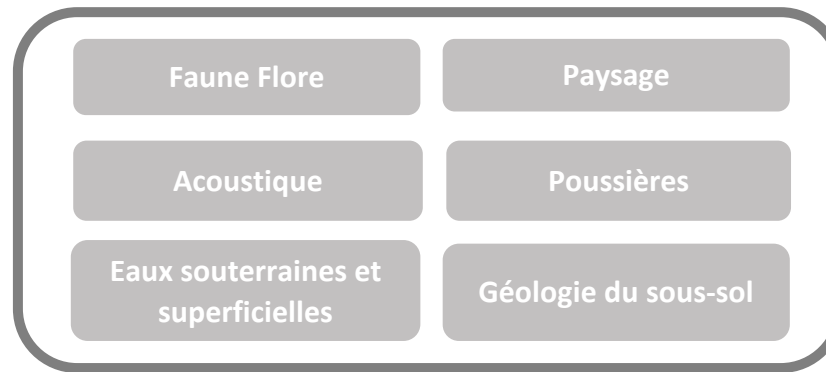 Faune Flore
Paysage
Acoustique
Poussières
Eaux souterraines et
superficielles
Géologie du sous-sol